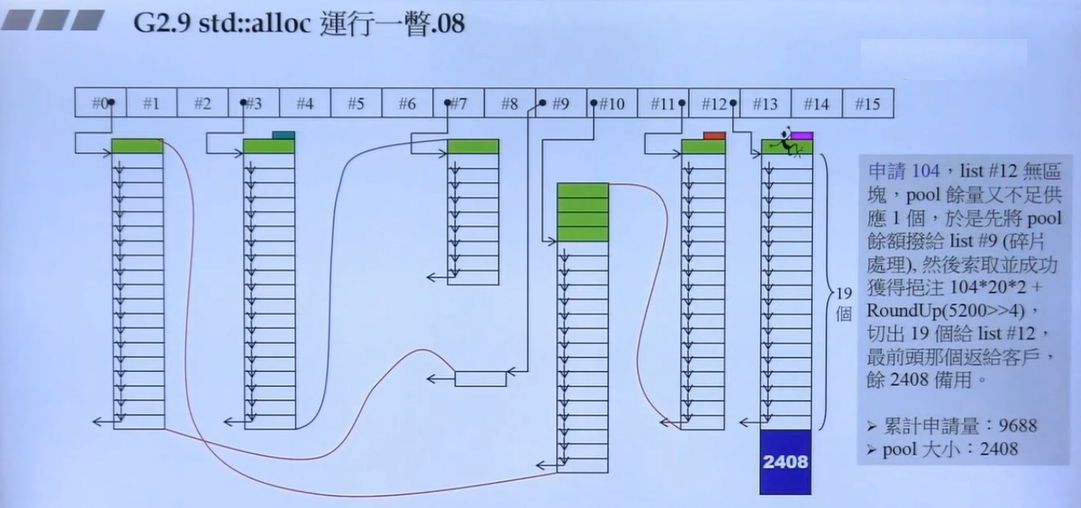 G2.9 std::alloc 運行一瞥.08
#0 #1 #2 #3 #4 #5 #6 #7 #8 #9 #10 #11 #12 #13 #14 #15
申請 104，list #12 無區
塊，pool 餘量又不足供
應 1 個，於是先將 pool
餘額撥給 list #9 (碎片
處理), 然後索取並成功
獲得挹注 104*20*2 +
RoundUp(5200>>4)，
切出 19 個給 list #12，
最前頭那個返給客戶，
餘 2408 備用。
19
個
➢ 累計申請量：9688
➢ pool 大小：2408
2408